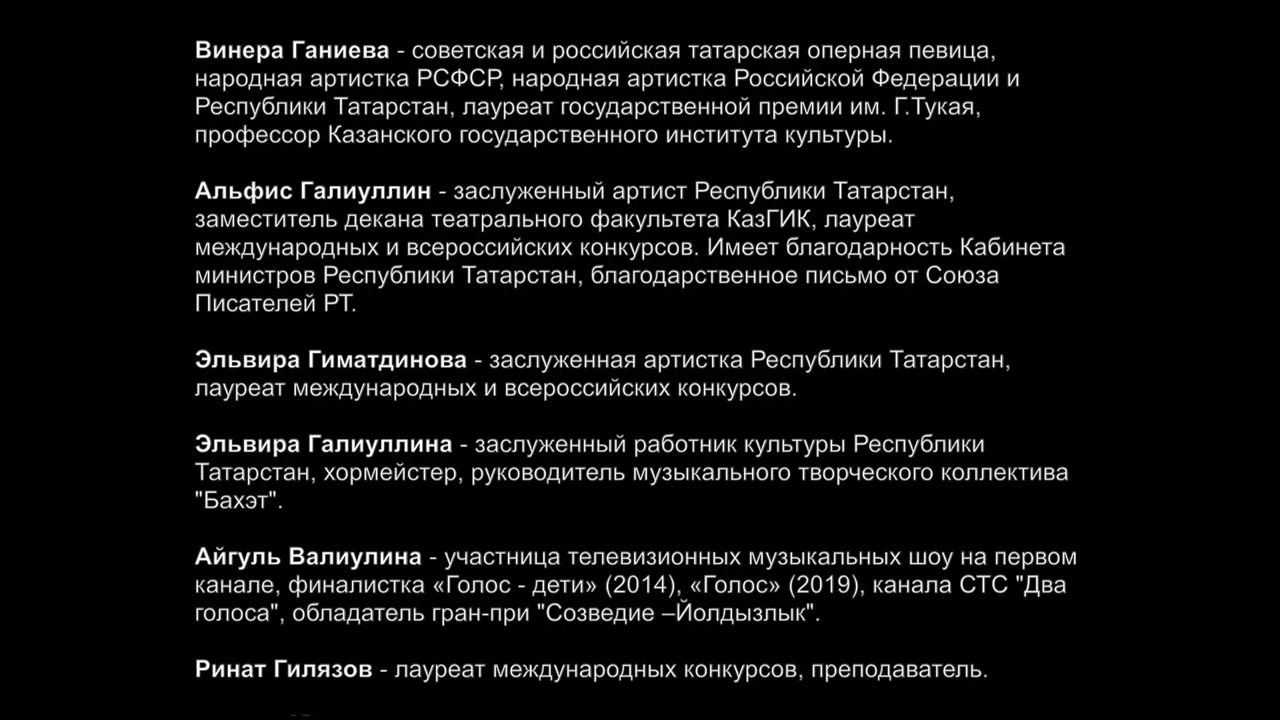 Винера Ганиева - советская и российская татарская оперная певица,
народная артистка РСФСР, народная артистка Российской Федерации и
Республики Татарстан, лауреат государственной премии им. Г.Тукая,
профессор Казанского государственного института культуры.
Альфис Галиуллин - заслуженный артист Республики Татарстан,
заместитель декана театрального факультета КазГИК, лауреат
международных и всероссийских конкурсов. Имеет благодарность Кабинета
министров Республики Татарстан, благодарственное письмо от Союза
Писателей РТ.
Эльвира Гиматдинова - заслуженная артистка Республики Татарстан,
лауреат международных и всероссийских конкурсов.
Эльвира Галиуллина - заслуженный работник культуры Республики
Татарстан, хормейстер, руководитель музыкального творческого коллектива
"Бахэт".
Айгуль Валиулина - участница телевизионных музыкальных шоу на первом
канале, финалистка «Голос - дети» (2014), «Голос» (2019), канала СТС "Два
голоса", обладатель гран-при "Созведие –Йолдызлык".
Ринат Гилязов - лауреат международных конкурсов, преподаватель.